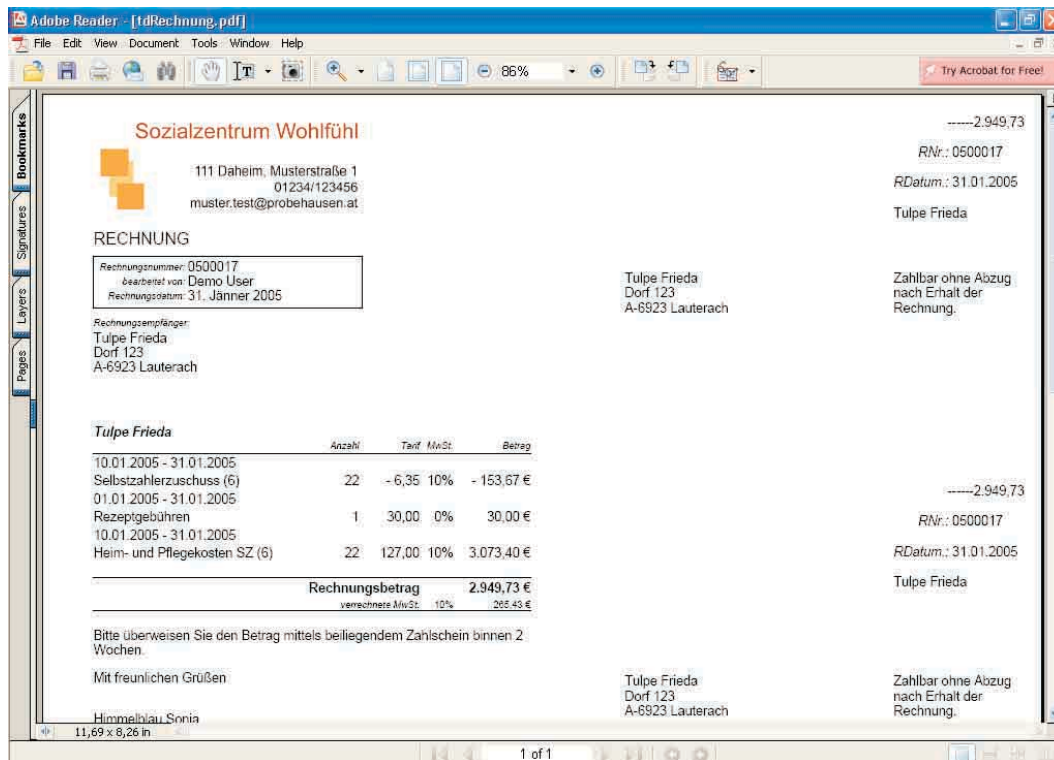 Adobe Reader - [tdRechnung.pdf]
File Edit View Document Tools Window Help
86%
Try Acrobat for Free!
Bookmarks
Signatures
Layers
Pages
Sozialzentrum Wohlfühl
111 Daheim, Musterstraße 1
01234/123456
muster.test@probehausen.at
RECHNUNG
Rechnungsnummer: 0500017
bearbeitet von: Demo User
Rechnungsdatum: 31. Jänner 2005
Rechnungsempfänger:
Tulpe Frieda
Dorf 123
A-6923 Lauterach
------2.949,73
RNr.: 0500017
RDatum.: 31.01.2005
Tulpe Frieda
Tulpe Frieda
Dorf 123
A-6923 Lauterach
Zahlbar ohne Abzug
nach Erhalt der
Rechnung.
Tulpe Frieda
Anzahl Tarif MwSt. Betrag
10.01.2005 - 31.01.2005
Selbstzahlerzuschuss (6) 22 - 6,35 10% - 153,67 €
01.01.2005 - 31.01.2005
Rezeptgebühren 1 30,00 0% 30,00 €
10.01.2005 - 31.01.2005
Heim- und Pflegekosten SZ (6) 22 127,00 10% 3.073,40 €
Rechnungsbetrag 2.949,73 €
verrechnete MwSt. 10% 265,43 €
Bitte überweisen Sie den Betrag mittels beiliegendem Zahlschein binnen 2
Wochen.
Mit freunlichen Grüßen
Himmelblau Sonja
------2.949,73
RNr.: 0500017
RDatum.: 31.01.2005
Tulpe Frieda
Tulpe Frieda
Dorf 123
A-6923 Lauterach
Zahlbar ohne Abzug
nach Erhalt der
Rechnung.
11,69 x 8,26 in
1 of 1